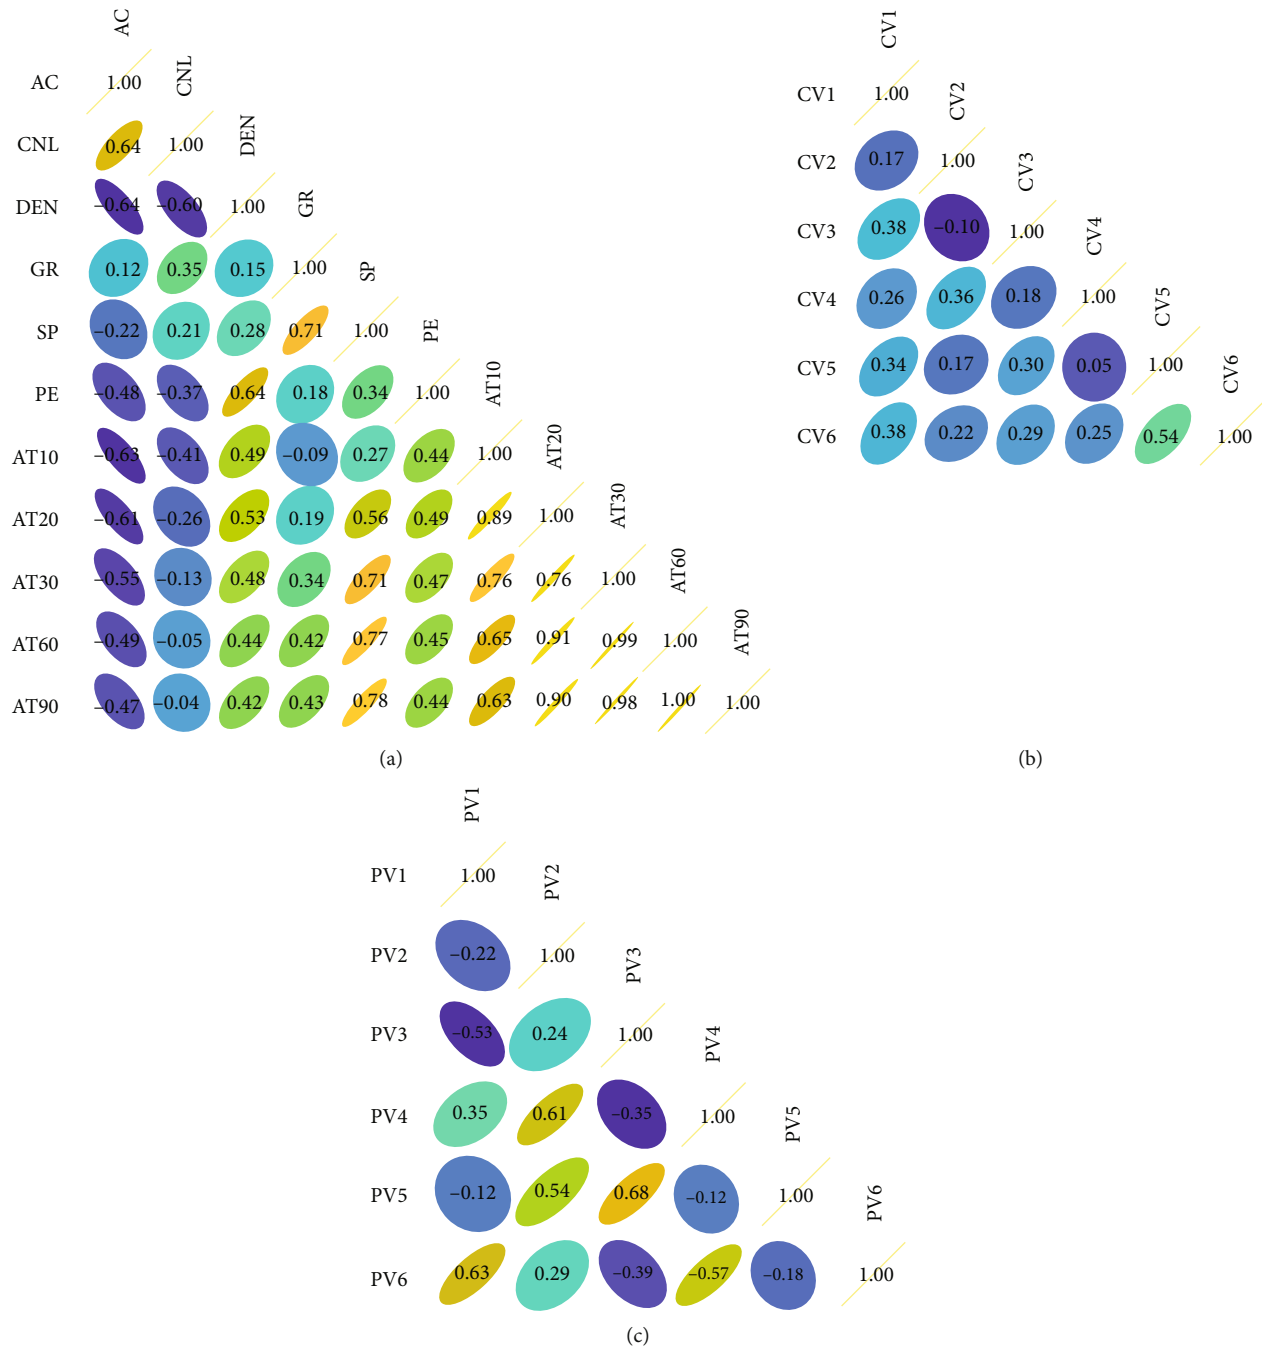 AC
AC 1.00 CNL
CNL 0.64 1.00 DEN
DEN –0.64 –0.60 1.00 GR
GR 0.12 0.35 0.15 1.00 SP
SP –0.22 0.21 0.28 0.71 1.00 PE
PE –0.48 –0.37 0.64 0.18 0.34 1.00 AT10
AT10 –0.63 –0.41 0.49 –0.09 0.27 0.44 1.00 AT20
AT20 –0.61 –0.26 0.53 0.19 0.56 0.49 0.89 1.00 AT30
AT30 –0.55 –0.13 0.48 0.34 0.71 0.47 0.76 0.76 1.00 AT60
AT60 –0.49 –0.05 0.44 0.42 0.77 0.45 0.65 0.91 0.99 1.00 AT90
AT90 –0.47 –0.04 0.42 0.43 0.78 0.44 0.63 0.90 0.98 1.00 1.00
(a)
CV1
CV1 1.00 CV2
CV2 0.17 1.00 CV3
CV3 0.38 –0.10 1.00 CV4
CV4 0.26 0.36 0.18 1.00 CV5
CV5 0.34 0.17 0.30 0.05 1.00 CV6
CV6 0.38 0.22 0.29 0.25 0.54 1.00
(b)
PV1
PV1 1.00 PV2
PV2 –0.22 1.00 PV3
PV3 –0.53 0.24 1.00 PV4
PV4 0.35 0.61 –0.35 1.00 PV5
PV5 –0.12 0.54 0.68 –0.12 1.00 PV6
PV6 0.63 0.29 –0.39 –0.57 –0.18 1.00
(c)